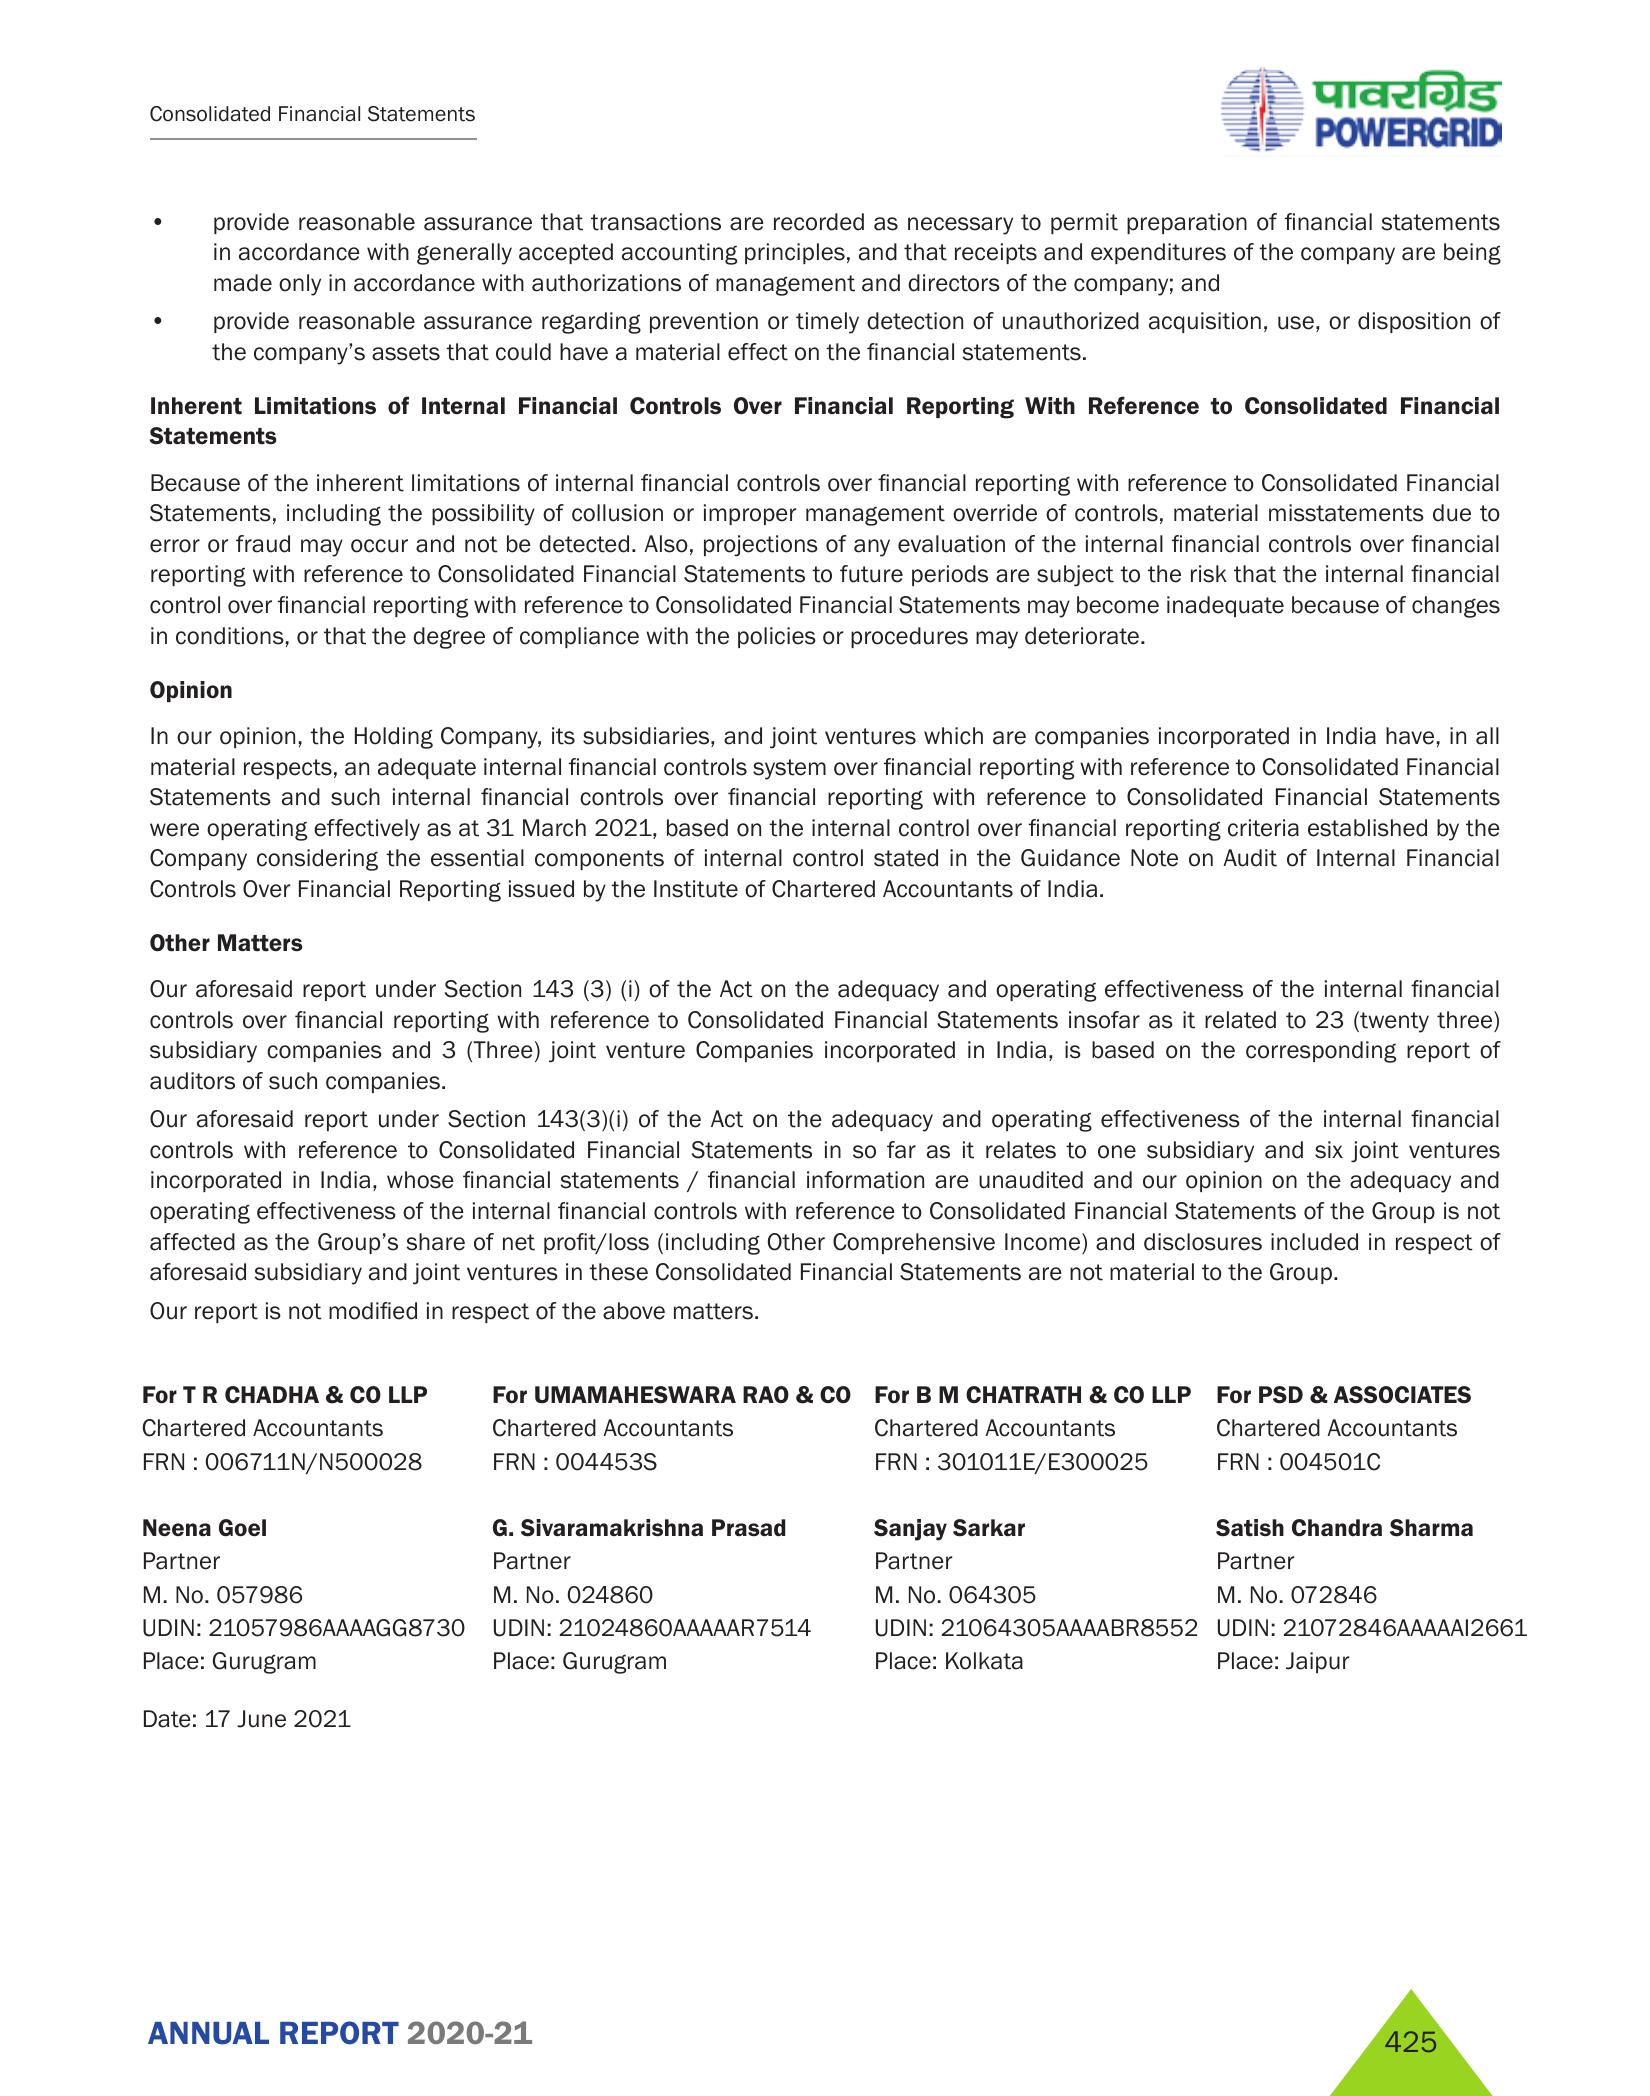 Consolidated Financial Statements
पावरग्रिड
POWERGRID
• provide reasonable assurance that transactions are recorded as necessary to permit preparation of financial statements
in accordance with generally accepted accounting principles, and that receipts and expenditures of the company are being
made only in accordance with authorizations of management and directors of the company; and
• provide reasonable assurance regarding prevention or timely detection of unauthorized acquisition, use, or disposition of
the company's assets that could have a material effect on the financial statements.
Inherent Limitations of Internal Financial Controls Over Financial Reporting With Reference to Consolidated Financial
Statements
Because of the inherent limitations of internal financial controls over financial reporting with reference to Consolidated Financial
Statements, including the possibility of collusion or improper management override of controls, material misstatements due to
error or fraud may occur and not be detected. Also, projections of any evaluation of the internal financial controls over financial
reporting with reference to Consolidated Financial Statements to future periods are subject to the risk that the internal financial
control over financial reporting with reference to Consolidated Financial Statements may become inadequate because of changes
in conditions, or that the degree of compliance with the policies or procedures may deteriorate.
Opinion
In our opinion, the Holding Company, its subsidiaries, and joint ventures which are companies incorporated in India have, in all
material respects, an adequate internal financial controls system over financial reporting with reference to Consolidated Financial
Statements and such internal financial controls over financial reporting with reference to Consolidated Financial Statements
were operating effectively as at 31 March 2021, based on the internal control over financial reporting criteria established by the
Company considering the essential components of internal control stated in the Guidance Note on Audit of Internal Financial
Controls Over Financial Reporting issued by the Institute of Chartered Accountants of India.
Other Matters
Our aforesaid report under Section 143 (3) (i) of the Act on the adequacy and operating effectiveness of the internal financial
controls over financial reporting with reference to Consolidated Financial Statements insofar as it related to 23 (twenty three)
subsidiary companies and 3 (Three) joint venture Companies incorporated in India, is based on the corresponding report of
auditors of such companies.
Our aforesaid report under Section 143(3)(i) of the Act on the adequacy and operating effectiveness of the internal financial
controls with reference to Consolidated Financial Statements in so far as it relates to one subsidiary and six joint ventures
incorporated in India, whose financial statements / financial information are unaudited and our opinion on the adequacy and
operating effectiveness of the internal financial controls with reference to Consolidated Financial Statements of the Group is not
affected as the Group's share of net profit/loss (including Other Comprehensive Income) and disclosures included in respect of
aforesaid subsidiary and joint ventures in these Consolidated Financial Statements are not material to the Group.
Our report is not modified in respect of the above matters.
For T R CHADHA & CO LLP For UMAMAHESWARA RAO & CO For B M CHATRATH & CO LLP For PSD & ASSOCIATES
Chartered Accountants Chartered Accountants Chartered Accountants Chartered Accountants
FRN : 006711N/N500028 FRN : 004453S FRN : 301011E/E300025 FRN : 004501C
Neena Goel G. Sivaramakrishna Prasad Sanjay Sarkar Satish Chandra Sharma
Partner Partner Partner Partner
M. No. 057986 M. No. 024860 M. No. 064305 M. No. 072846
UDIN: 21057986AAAAGG8730 UDIN: 21024860AAAAAR7514 UDIN: 21064305AAAABR8552 UDIN: 21072846AAAAAI2661
Place: Gurugram Place: Gurugram Place: Kolkata Place: Jaipur
Date: 17 June 2021
ANNUAL REPORT 2020-21
425